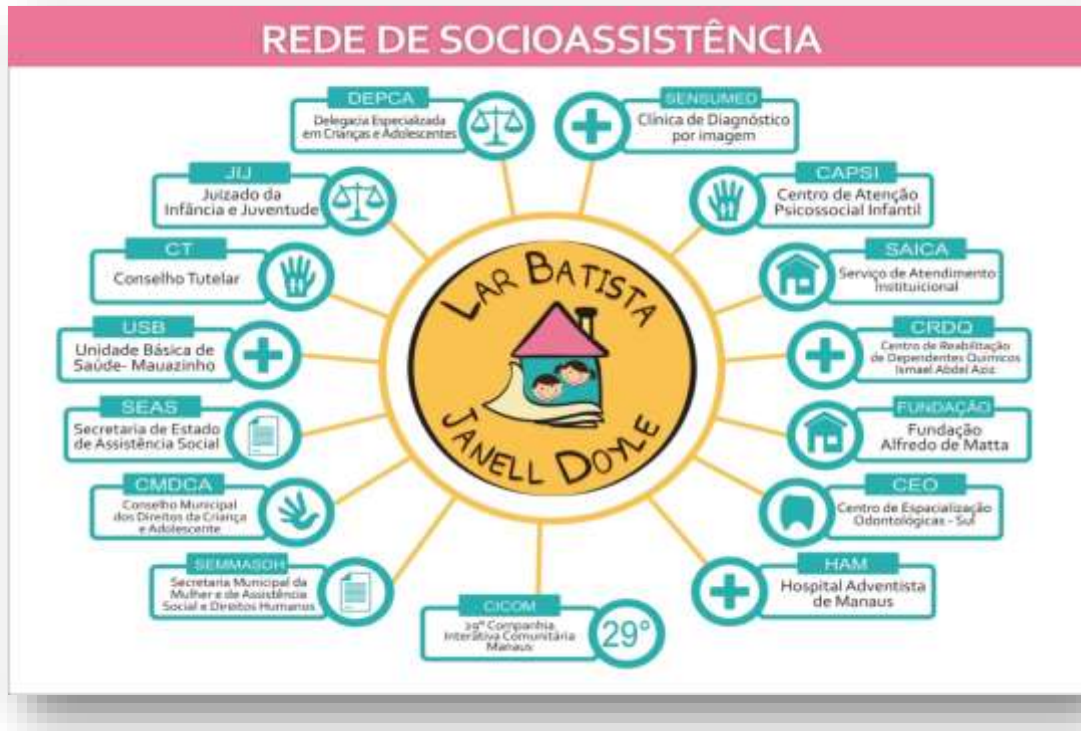 REDE DE SOCIOASSISTÊNCIA
DEPCA
Delegacia Especializada
em Crianças e Adolescentes
SENSUMED
Clínica de Diagnóstico
por imagem
JIJ
Juizado da
Infância e Juventude
CAPSI
Centro de Atenção
Psicossocial Infantil
CT
Conselho Tutelar
SAICA
Serviço de Atendimento
Instituicional
USB
Unidade Básica de
Saúde- Mauazinho
CRDQ
Centro de Reabilitação
de Dependentes Químicos
Ismael Abdel Aziz
SEAS
Secretaria de Estado
de Assistência Social
FUNDAÇÃO
Fundação
Alfredo de Matta
CMDCA
Conselho Municipal
dos Direitos da Criança
e Adolescente
CEO
Centro de Espacialização
Odontológicas - Sul
SEMMASDH
Secretaria Municipal da
Mulher e de Assistência
Social e Direitos Humanos
HAM
Hospital Adventista
de Manaus
CICOM
29º Companhia
Interativa Comunitária
Manaus
29º
LAR BATISTA
JANELL DOYLE